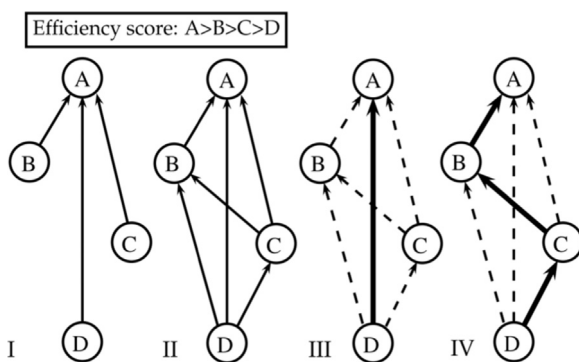 Efficiency score: A>B>C>D
A A A A
B B B B
C C C C
D D D D
I II III IV